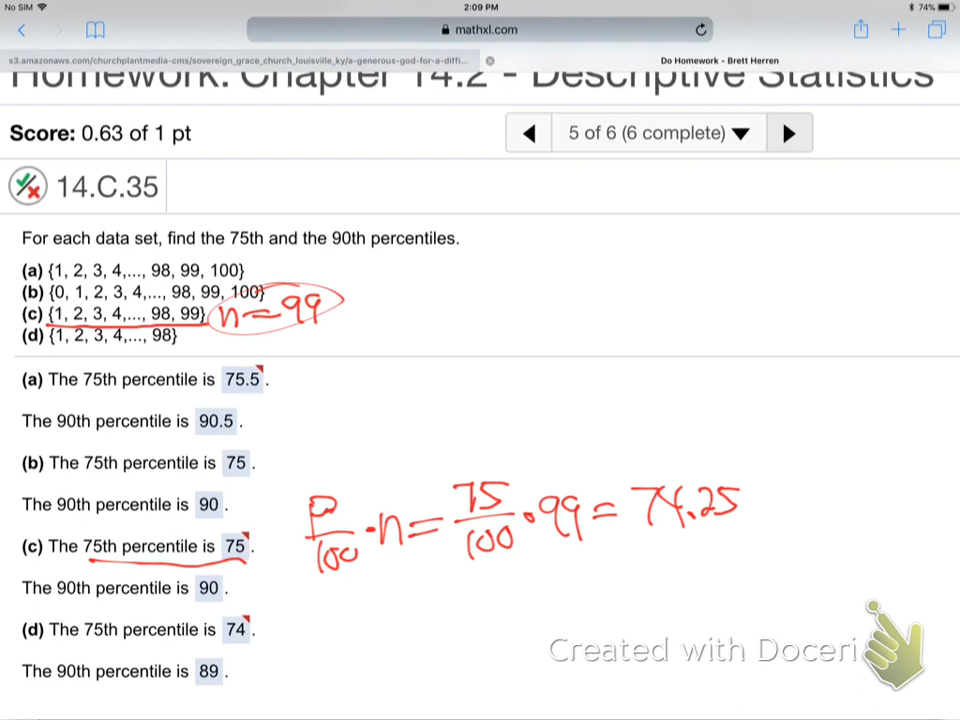 No SIM 2:09 PM 74%
mathxl.com
s3.amazonaws.com/churchplantmedia-cms/sovereign_grace_church_louisville_ky/a-generous-god-for-a-diffi... Do Homework - Brett Herren
Homework: Chapter 14.2 - Descriptive Statistics
Score: 0.63 of 1 pt 5 of 6 (6 complete)
14.C.35
For each data set, find the 75th and the 90th percentiles.
(a) {1, 2, 3, 4,..., 98, 99, 100}
(b) {0, 1, 2, 3, 4,..., 98, 99, 100}
(c) {1, 2, 3, 4,..., 98, 99} n=99
(d) {1, 2, 3, 4,..., 98}
(a) The 75th percentile is 75.5.
The 90th percentile is 90.5.
(b) The 75th percentile is 75.
The 90th percentile is 90.
P/100 · n = 75/100 · 99 = 74.25
(c) The 75th percentile is 75.
The 90th percentile is 90.
(d) The 75th percentile is 74.
Created with Doceri
The 90th percentile is 89.